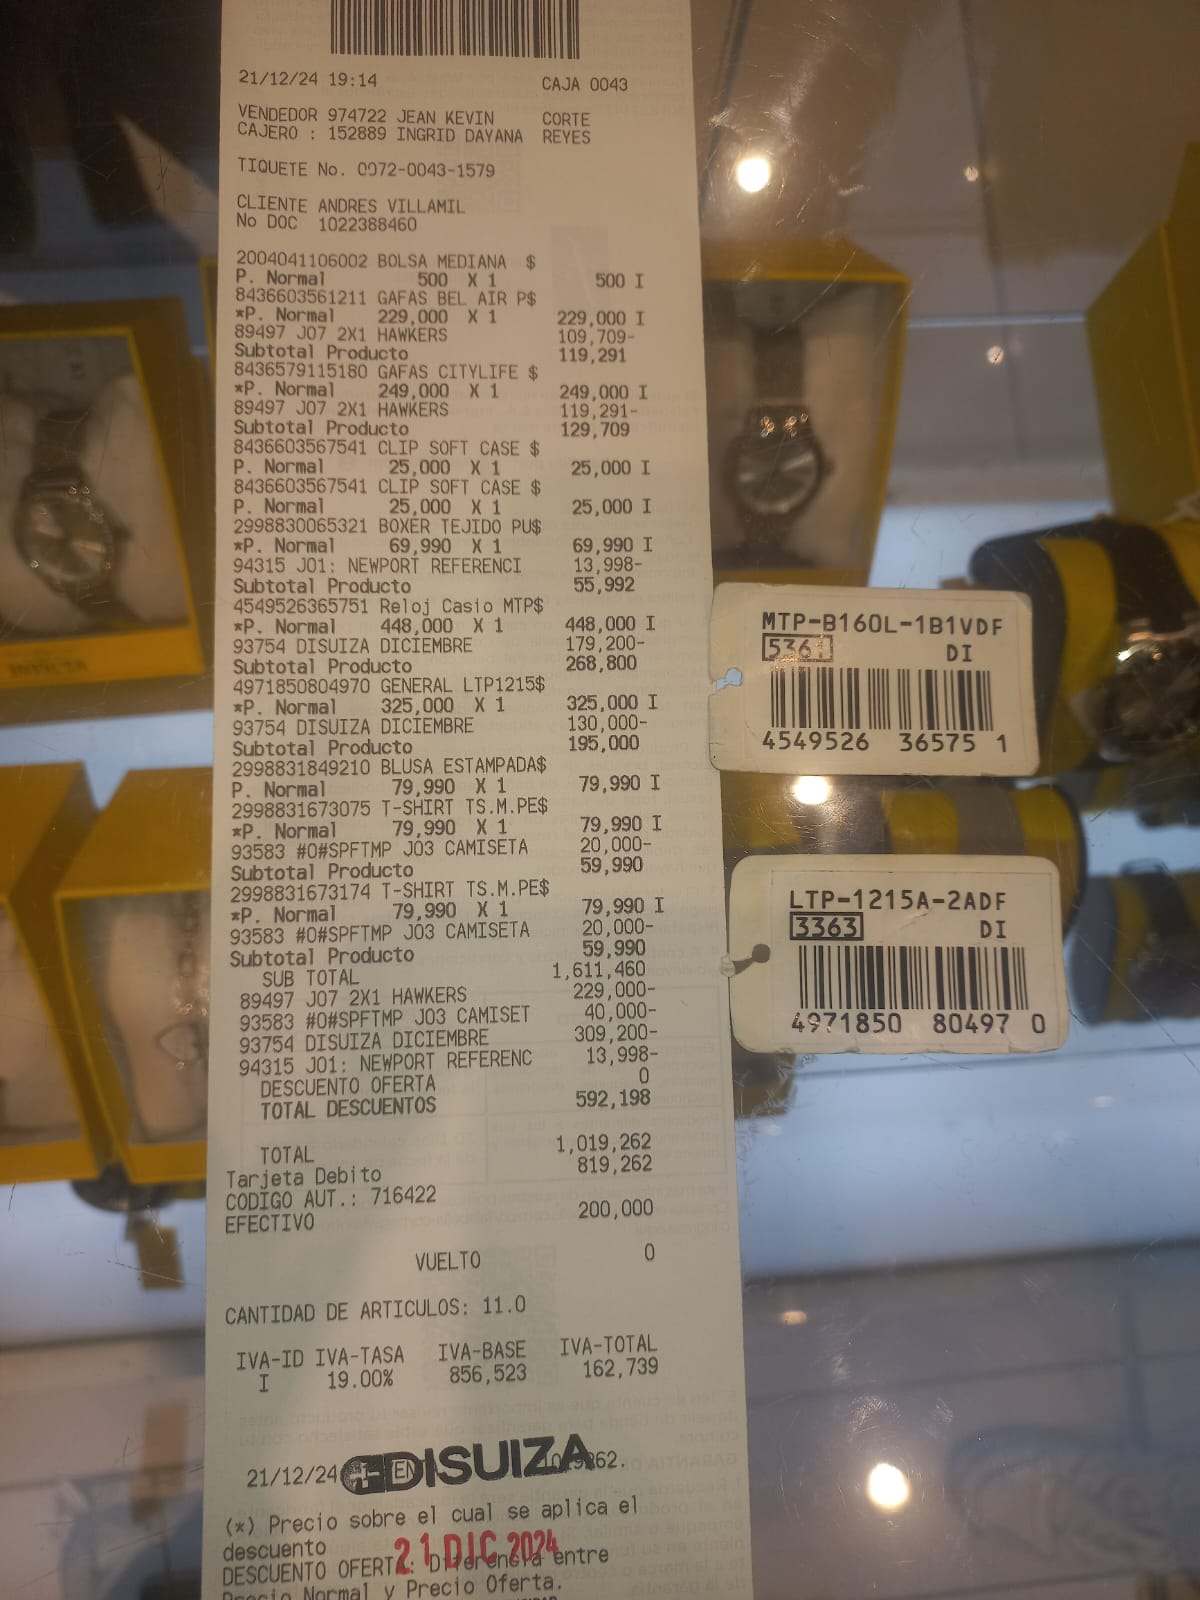 21/12/24 19:14 CAJA 0043
VENDEDOR 974722 JEAN KEVIN CORTE
CAJERO : 152889 INGRID DAYANA REYES
TIQUETE No. 0072-0043-1579
CLIENTE ANDRES VILLAMIL
No DOC 1022388460
2004041106002 BOLSA MEDIANA $
P. Normal 500 X 1 500 I
8436603561211 GAFAS BEL AIR P$
*P. Normal 229,000 X 1 229,000 I
89497 J07 2X1 HAWKERS 109,709-
Subtotal Producto 119,291
8436579115180 GAFAS CITYLIFE $
*P. Normal 249,000 X 1 249,000 I
89497 J07 2X1 HAWKERS 119,291-
Subtotal Producto 129,709
8436603567541 CLIP SOFT CASE $
P. Normal 25,000 X 1 25,000 I
8436603567541 CLIP SOFT CASE $
P. Normal 25,000 X 1 25,000 I
2998830065321 BOXER TEJIDO PU$
*P. Normal 69,990 X 1 69,990 I
94315 J01: NEWPORT REFERENCI 13,998-
Subtotal Producto 55,992
4549526365751 Reloj Casio MTP$
*P. Normal 448,000 X 1 448,000 I
93754 DISUIZA DICIEMBRE 179,200-
Subtotal Producto 268,800
4971850804970 GENERAL LTP1215$
*P. Normal 325,000 X 1 325,000 I
93754 DISUIZA DICIEMBRE 130,000-
Subtotal Producto 195,000
2998831849210 BLUSA ESTAMPADA$
P. Normal 79,990 X 1 79,990 I
2998831673075 T-SHIRT TS.M.PE$
*P. Normal 79,990 X 1 79,990 I
93583 #0#SPFTMP J03 CAMISETA 20,000-
Subtotal Producto 59,990
2998831673174 T-SHIRT TS.M.PE$
*P. Normal 79,990 X 1 79,990 I
93583 #0#SPFTMP J03 CAMISETA 20,000-
Subtotal Producto 59,990
SUB TOTAL 1,611,460
89497 J07 2X1 HAWKERS 229,000-
93583 #0#SPFTMP J03 CAMISET 40,000-
93754 DISUIZA DICIEMBRE 309,200-
94315 J01: NEWPORT REFERENC 13,998-
DESCUENTO OFERTA 0
TOTAL DESCUENTOS 592,198
TOTAL 1,019,262
Tarjeta Debito 819,262
CODIGO AUT.: 716422
EFECTIVO 200,000
VUELTO 0
CANTIDAD DE ARTICULOS: 11.0
IVA-ID IVA-TASA IVA-BASE IVA-TOTAL
I 19.00% 856,523 162,739
21/12/24
DISUIZA
(*) Precio sobre el cual se aplica el
descuento
21 DIC 2024
DESCUENTO OFERTA: Diferencia entre
Precio Normal y Precio Oferta.
MTP-B160L-1B1VDF
5361 DI
4549526 36575 1
LTP-1215A-2ADF
3363 DI
4971850 80497 0
INVICTA